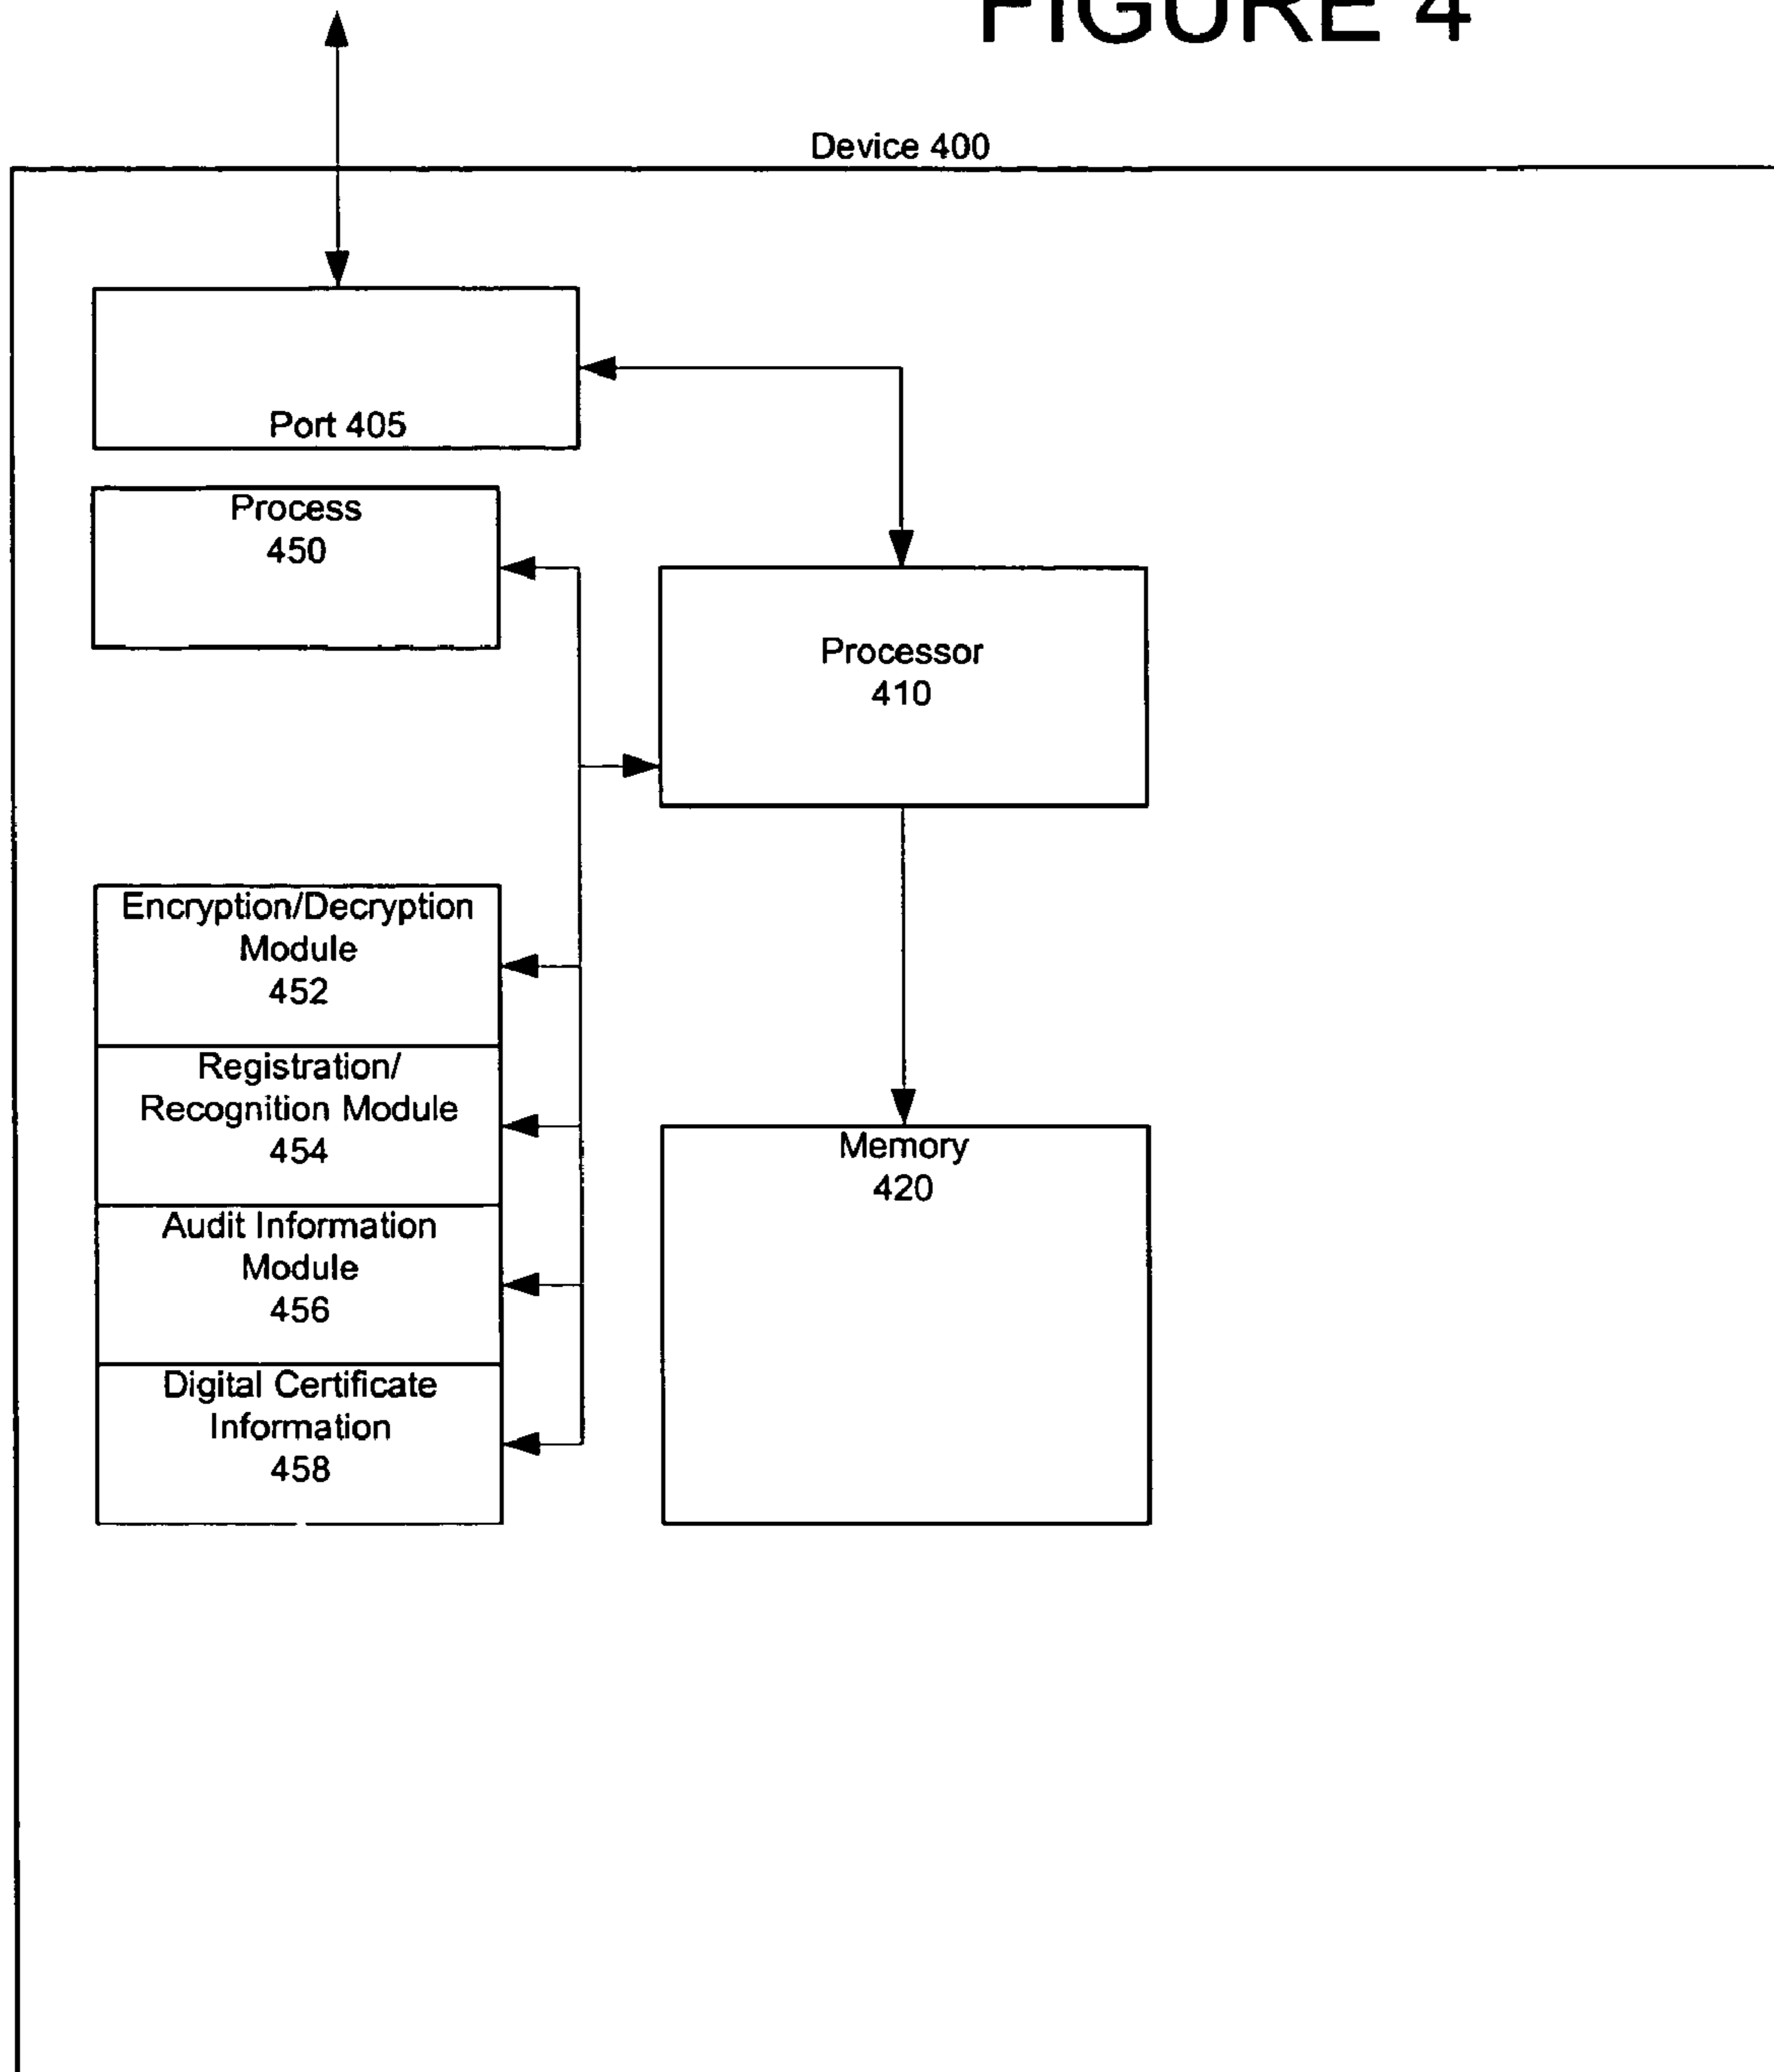 FIGURE 4
Device 400
Port 405
Process
450
Processor
410
Encryption/Decryption
Module
452
Registration/
Recognition Module
454
Audit Information
Module
456
Digital Certificate
Information
458
Memory
420